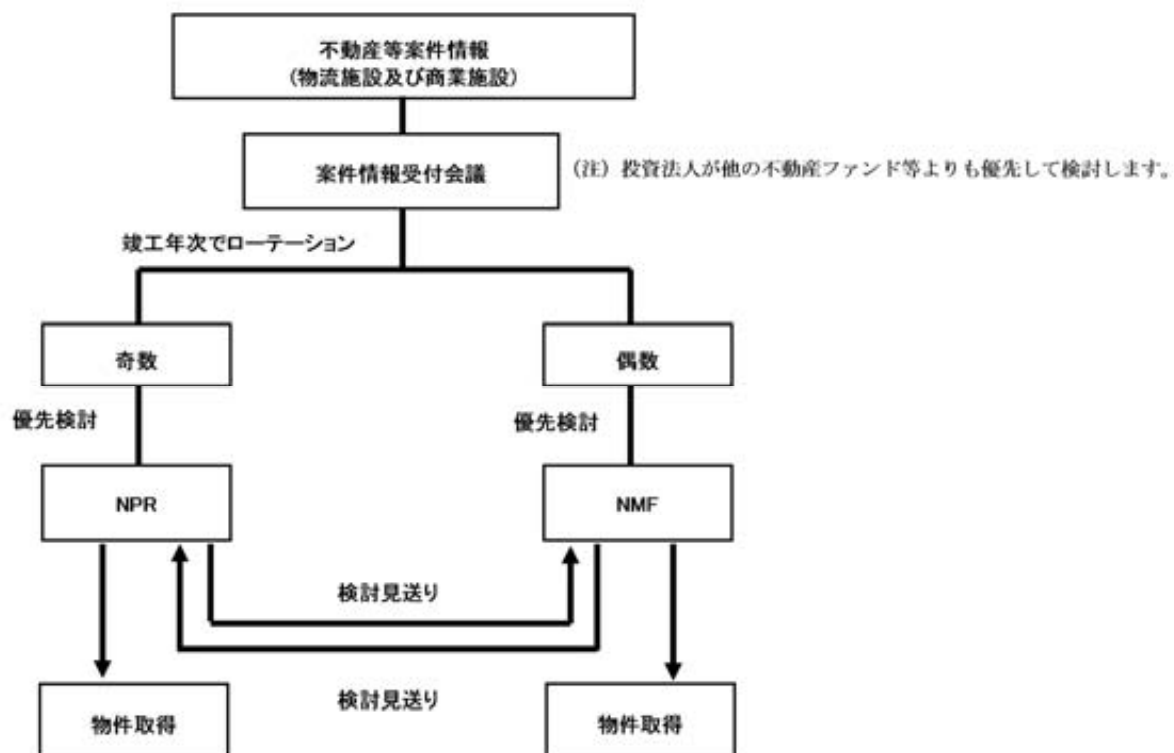 不動産等案件情報
(物流施設及び商業施設)
案件情報受付会議
(注) 投資法人が他の不動産ファンド等よりも優先して検討します。
竣工年次でローテーション
奇数
偶数
優先検討
優先検討
NPR
NMF
検討見送り
検討見送り
物件取得
物件取得